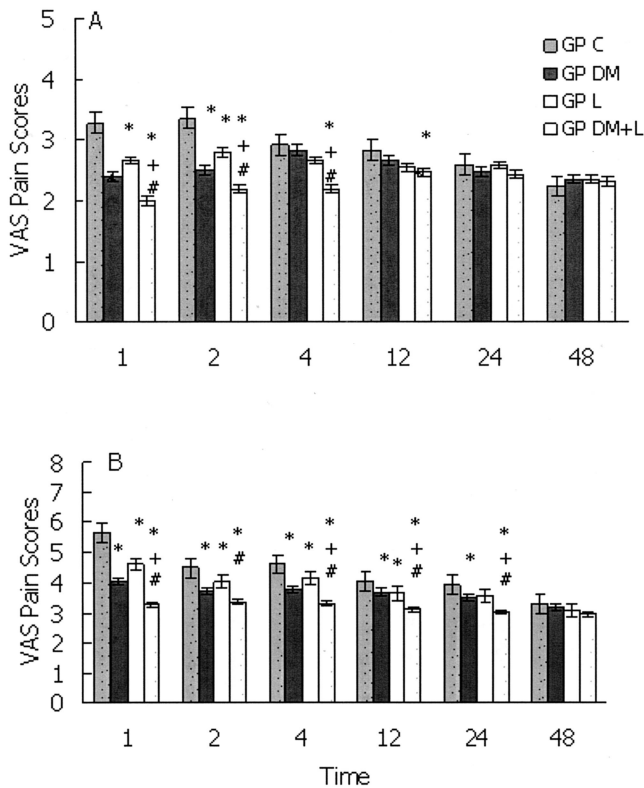 A
GP C
GP DM
GP L
GP DM+L
VAS Pain Scores
5
4
3
2
1
0
* *
+
#
* * *
+
#
*
+
#
*
1 2 4 12 24 48
B
VAS Pain Scores
8
7
6
5
4
3
2
1
0
* * *
+
#
* * *
#
* * *
+
#
* * *
+
#
* *
+
#
1 2 4 12 24 48
Time